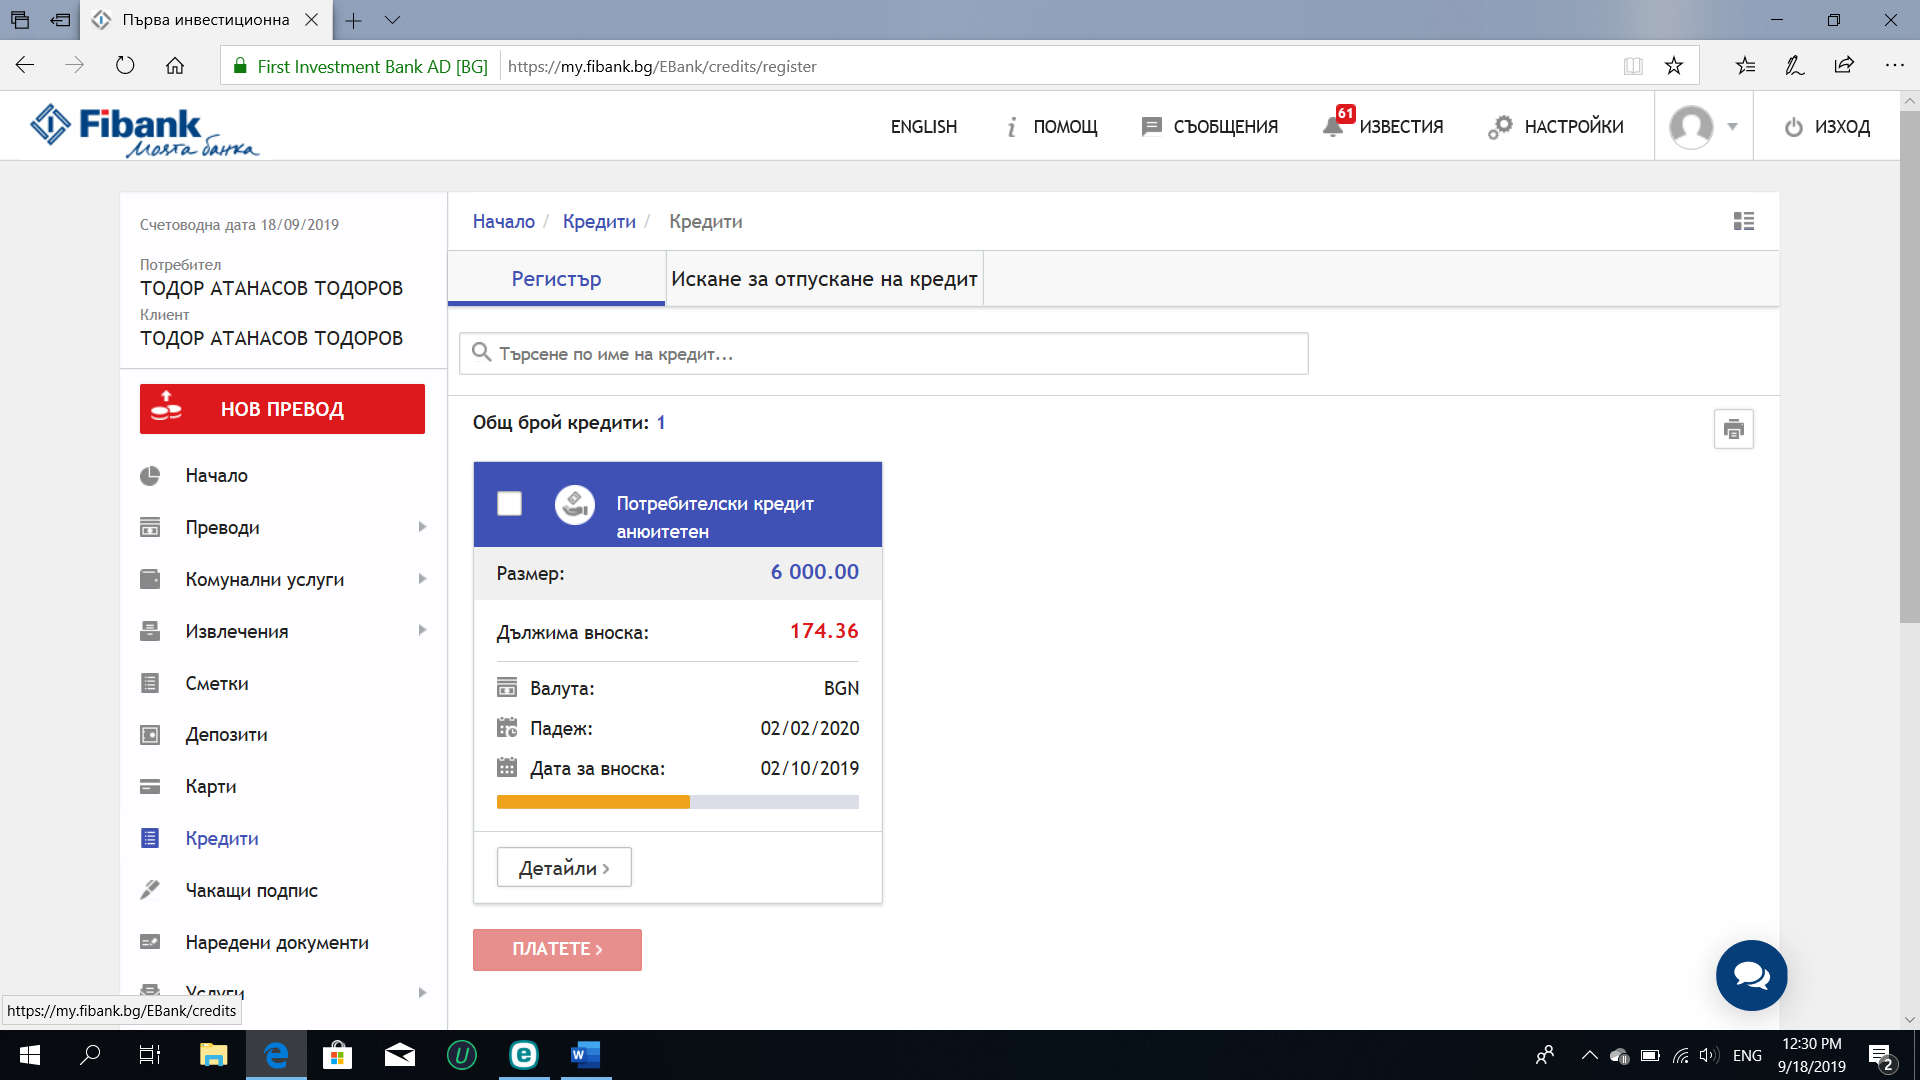 Първа инвестиционна
First Investment Bank AD [BG] https://my.fibank.bg/EBank/credits/register
Fibank
Моята банка
ENGLISH
ПОМОЩ
СЪОБЩЕНИЯ
61
ИЗВЕСТИЯ
НАСТРОЙКИ
ИЗХОД
Счетоводна дата 18/09/2019
Потребител
ТОДОР АТАНАСОВ ТОДОРОВ
Клиент
ТОДОР АТАНАСОВ ТОДОРОВ
НОВ ПРЕВОД
Начало
Преводи
Комунални услуги
Извлечения
Сметки
Депозити
Карти
Кредити
Чакащи подпис
Наредени документи
Услуги
https://my.fibank.bg/EBank/credits
Начало / Кредити / Кредити
Регистър
Искане за отпускане на кредит
Търсене по име на кредит...
Общ брой кредити: 1
Потребителски кредит
анюитетен
Размер: 6 000.00
Дължима вноска: 174.36
Валута: BGN
Падеж: 02/02/2020
Дата за вноска: 02/10/2019
Детайли ›
ПЛАТЕТЕ ›
ENG
12:30 PM
9/18/2019
2